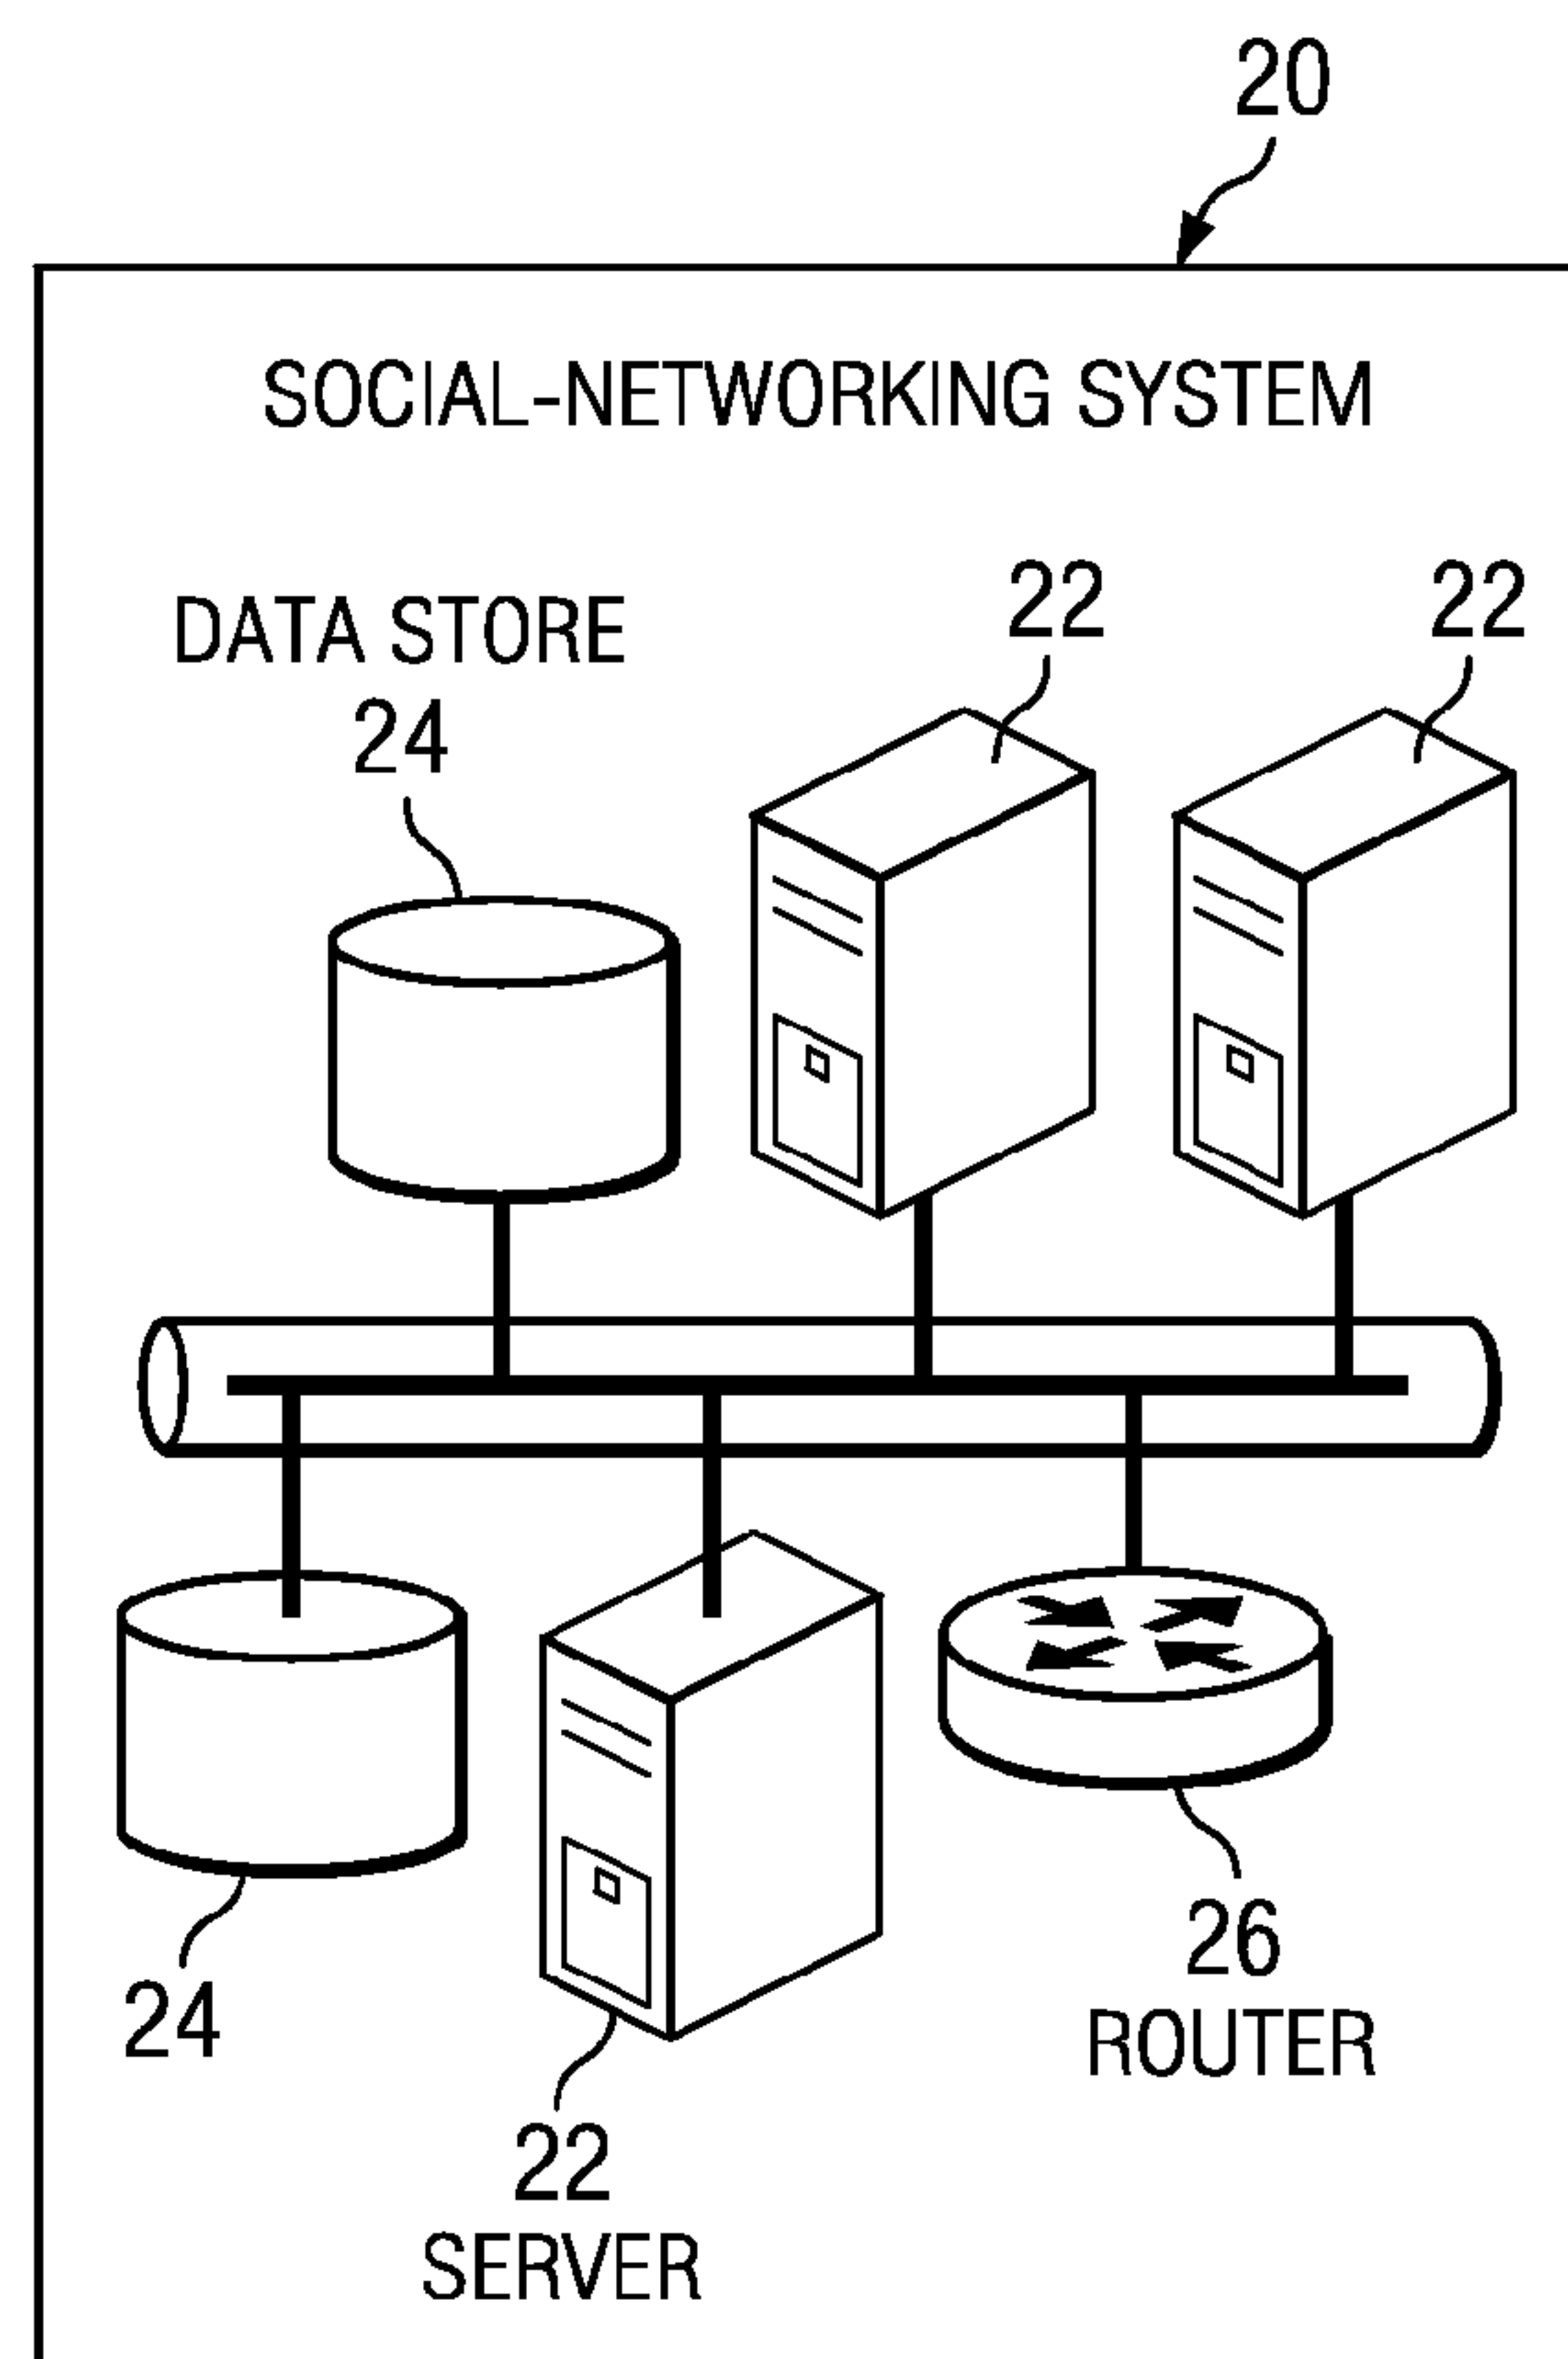 20
SOCIAL-NETWORKING SYSTEM
22
22
DATA STORE
24
24
26
ROUTER
22
SERVER